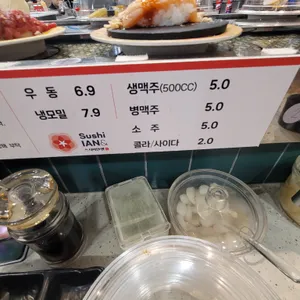 우 동 6.9
냉모밀 7.9
Sushi
IAN&
생맥주(500CC) 5.0
병맥주 5.0
소 주 5.0
콜라/사이다 2.0